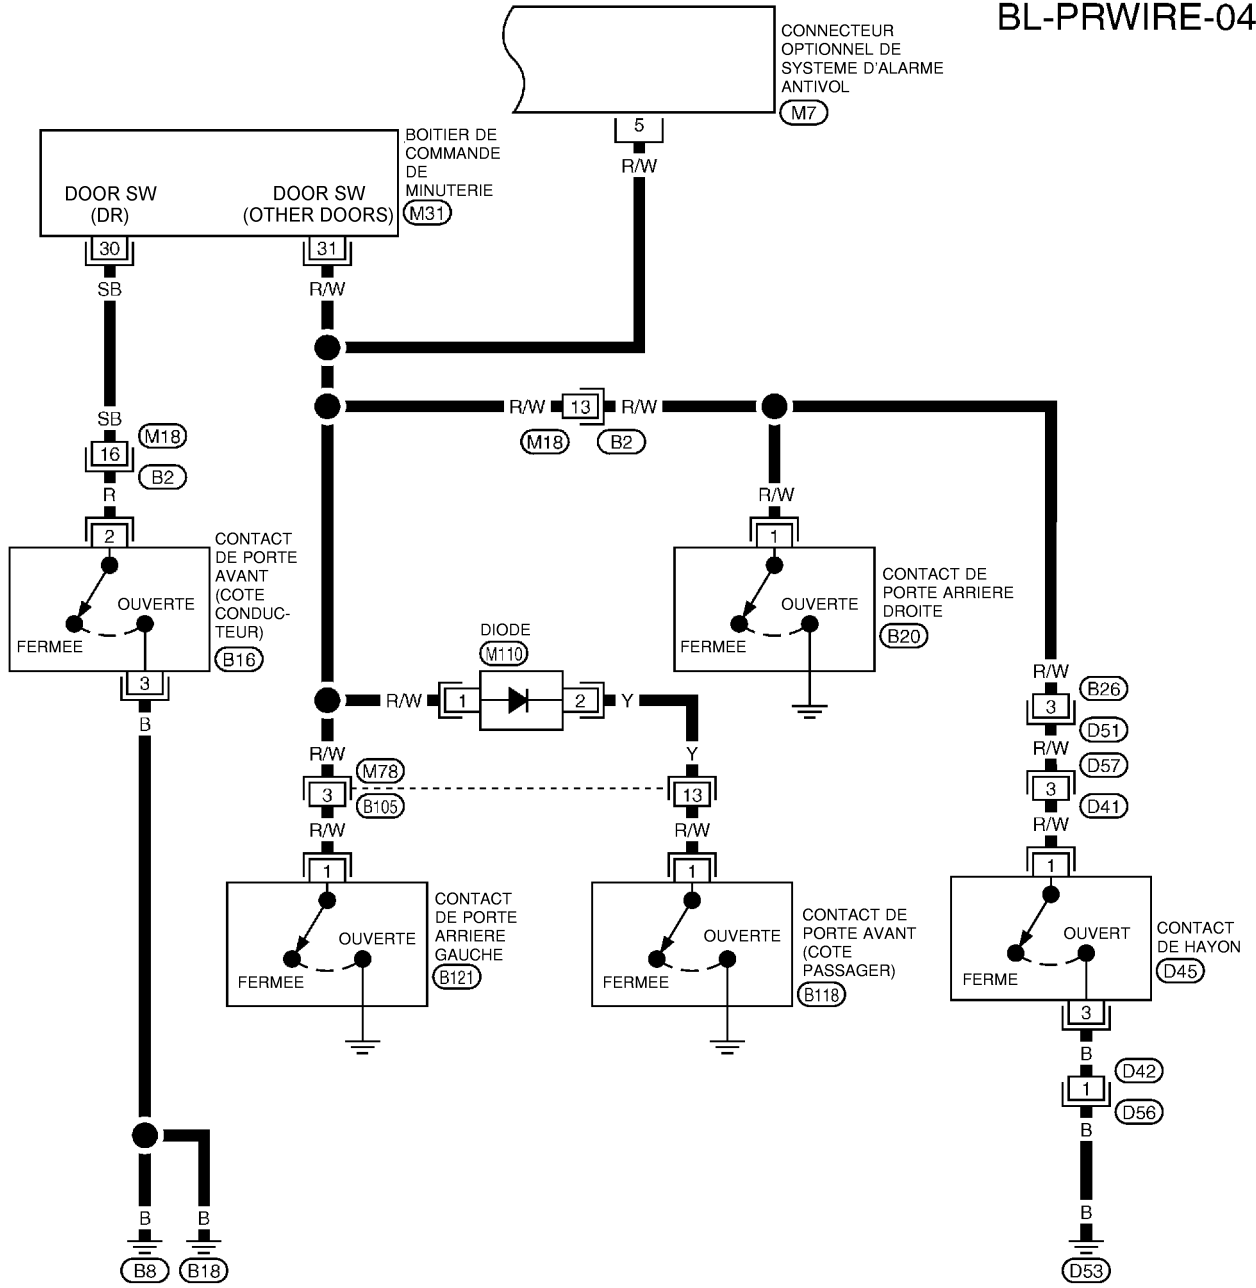 BL-PRWIRE-04
CONNECTEUR
OPTIONNEL DE
SYSTEME D'ALARME
ANTIVOL
M7
5
R/W
BOITIER DE
COMMANDE
DE
MINUTERIE
M31
DOOR SW
(DR)
DOOR SW
(OTHER DOORS)
30
31
SB
R/W
SB
M18
16
B2
R
2
R/W
13
R/W
M18
B2
R/W
1
CONTACT
DE PORTE
AVANT
(COTE
CONDUC-
TEUR)
B16
OUVERTE
FERMEE
3
B
CONTACT DE
PORTE ARRIERE
DROITE
B20
OUVERTE
FERMEE
DIODE
M110
R/W
1
2
Y
Y
R/W
B26
3
D51
R/W
D57
3
D41
R/W
1
R/W
M78
3
B105
13
R/W
R/W
1
1
CONTACT
DE PORTE
ARRIERE
GAUCHE
B121
OUVERTE
FERMEE
CONTACT DE
PORTE AVANT
(COTE
PASSAGER)
B118
OUVERTE
FERMEE
CONTACT
DE HAYON
D45
OUVERT
FERME
3
B
D42
1
D56
B
B
B
B
B8
B18
D53